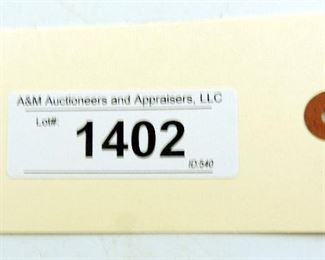 A&M Auctioneers and Appraisers, LLC
Lot#:
1402
ID:540